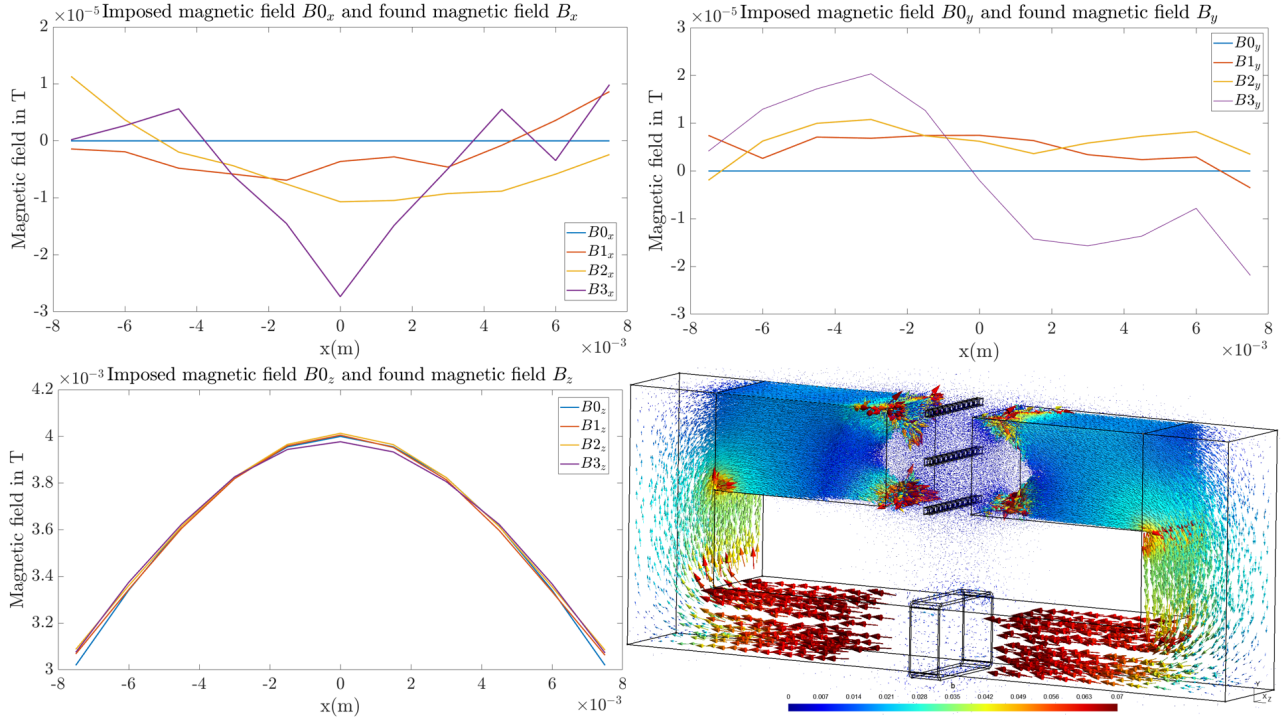 ×10⁻⁵ Imposed magnetic field B0ₓ and found magnetic field Bₓ
2
1
0
-1
-2
-3
Magnetic field in T
B0ₓ
B1ₓ
B2ₓ
B3ₓ
-8 -6 -4 -2 0 2 4 6 8
x(m)
×10⁻³
×10⁻⁵ Imposed magnetic field B0_y and found magnetic field B_y
3
2
1
0
-1
-2
-3
Magnetic field in T
B0_y
B1_y
B2_y
B3_y
-8 -6 -4 -2 0 2 4 6 8
x(m)
×10⁻³
×10⁻³ Imposed magnetic field B0_z and found magnetic field B_z
4.2
4
3.8
3.6
3.4
3.2
3
Magnetic field in T
B0_z
B1_z
B2_z
B3_z
-8 -6 -4 -2 0 2 4 6 8
x(m)
×10⁻³
b
0 0.007 0.014 0.021 0.028 0.035 0.042 0.049 0.056 0.063 0.07
Y
X
Z